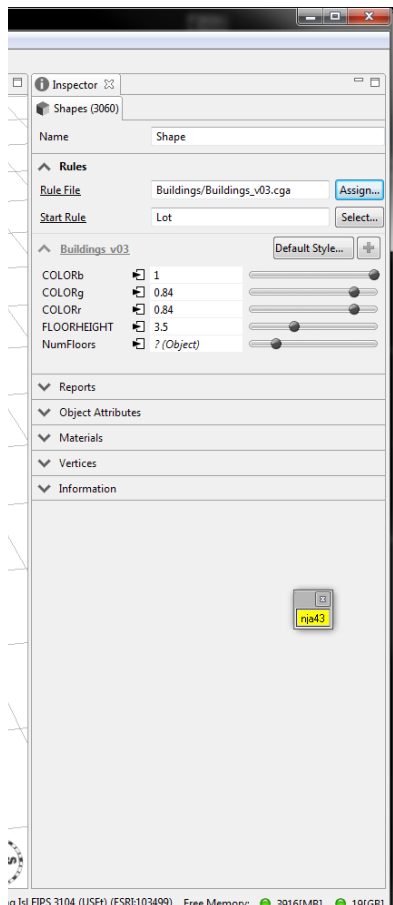 Inspector
Shapes (3060)
Name Shape
Rules
Rule File Buildings/Buildings_v03.cga Assign...
Start Rule Lot Select...
Buildings_v03 Default Style...
COLORb 1
COLORg 0.84
COLORr 0.84
FLOORHEIGHT 3.5
NumFloors ? (Object)
Reports
Object Attributes
Materials
Vertices
Information
nja43
FIPS 3104 (USFt) (ESRI:103499) Free Memory: 3916[MB] 19[GB]